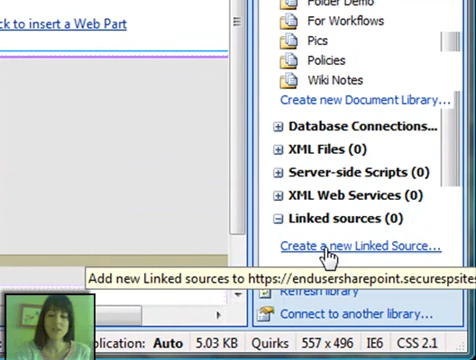 Folder Demo
ck to insert a Web Part
For Workflows
Pics
Policies
Wiki Notes
Create new Document Library...
Database Connections...
XML Files (0)
Server-side Scripts (0)
XML Web Services (0)
Linked sources (0)
Create a new Linked Source...
Add new Linked sources to https://endusersharepoint.securespsites
Refresh library
Connect to another library...
plication: Auto 5.03 KB Quirks 557 x 496 IE6 CSS 2.1